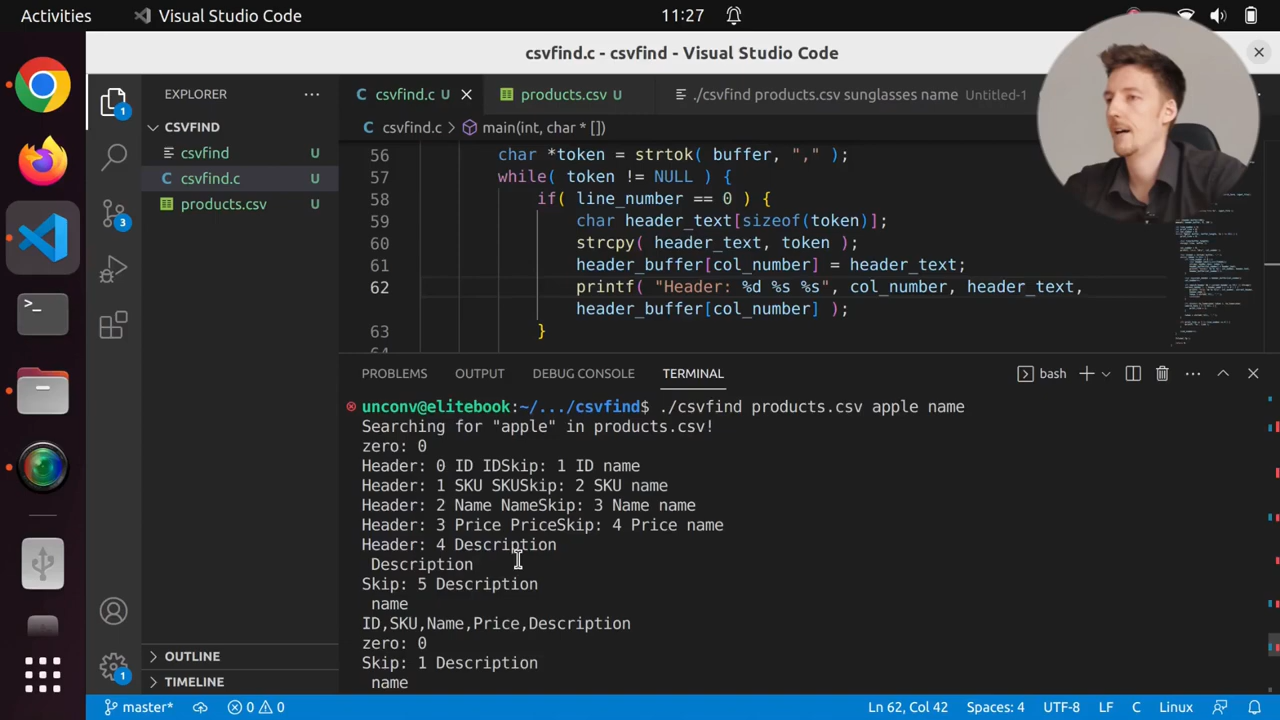 Activities
Visual Studio Code
11:27
csvfind.c - csvfind - Visual Studio Code
EXPLORER
csvfind.c U
products.csv U
./csvfind products.csv sunglasses name Untitled-1
CSVFIND
csvfind.c > main(int, char * [])
csvfind U
csvfind.c U
products.csv U
56 char *token = strtok( buffer, "," );
57 while( token != NULL ) {
58 if( line_number == 0 ) {
59 char header_text[sizeof(token)];
60 strcpy( header_text, token );
61 header_buffer[col_number] = header_text;
62 printf( "Header: %d %s %s", col_number, header_text,
header_buffer[col_number] );
63 }
PROBLEMS OUTPUT DEBUG CONSOLE TERMINAL
bash
unconv@elitebook:~/.../csvfind$ ./csvfind products.csv apple name
Searching for "apple" in products.csv!
zero: 0
Header: 0 ID IDSkip: 1 ID name
Header: 1 SKU SKUSkip: 2 SKU name
Header: 2 Name NameSkip: 3 Name name
Header: 3 Price PriceSkip: 4 Price name
Header: 4 Description
Description
Skip: 5 Description
name
ID,SKU,Name,Price,Description
zero: 0
Skip: 1 Description
name
OUTLINE
TIMELINE
1
3
1
master*
0 0
Ln 62, Col 42
Spaces: 4
UTF-8
LF
C
Linux